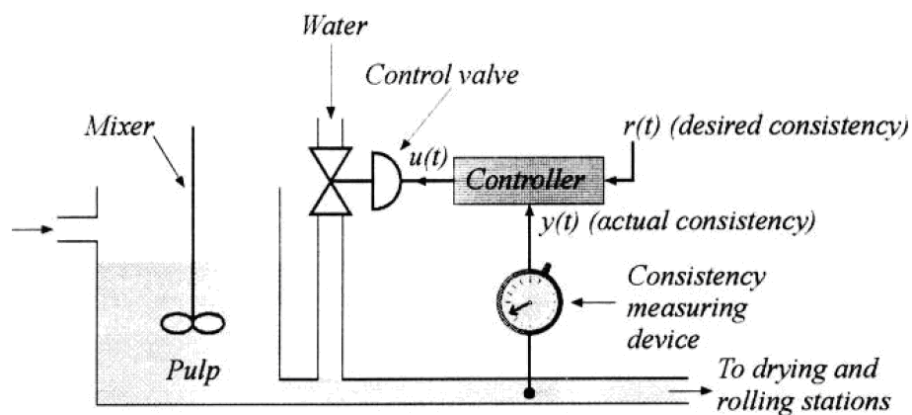 Water
Control valve
Mixer
r(t) (desired consistency)
u(t)
Controller
y(t) (actual consistency)
Consistency
measuring
device
Pulp
To drying and
rolling stations